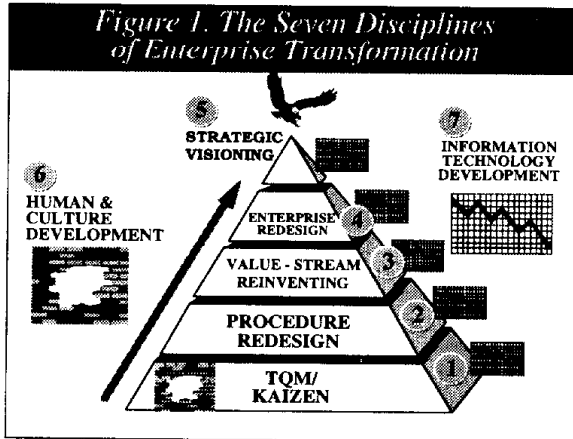 Figure 1. The Seven Disciplines
of Enterprise Transformation
5
STRATEGIC
VISIONING
7
INFORMATION
TECHNOLOGY
DEVELOPMENT
6
HUMAN &
CULTURE
DEVELOPMENT
ENTERPRISE
REDESIGN
4
VALUE - STREAM
REINVENTING
3
PROCEDURE
REDESIGN
2
TQM/
KAIZEN
1